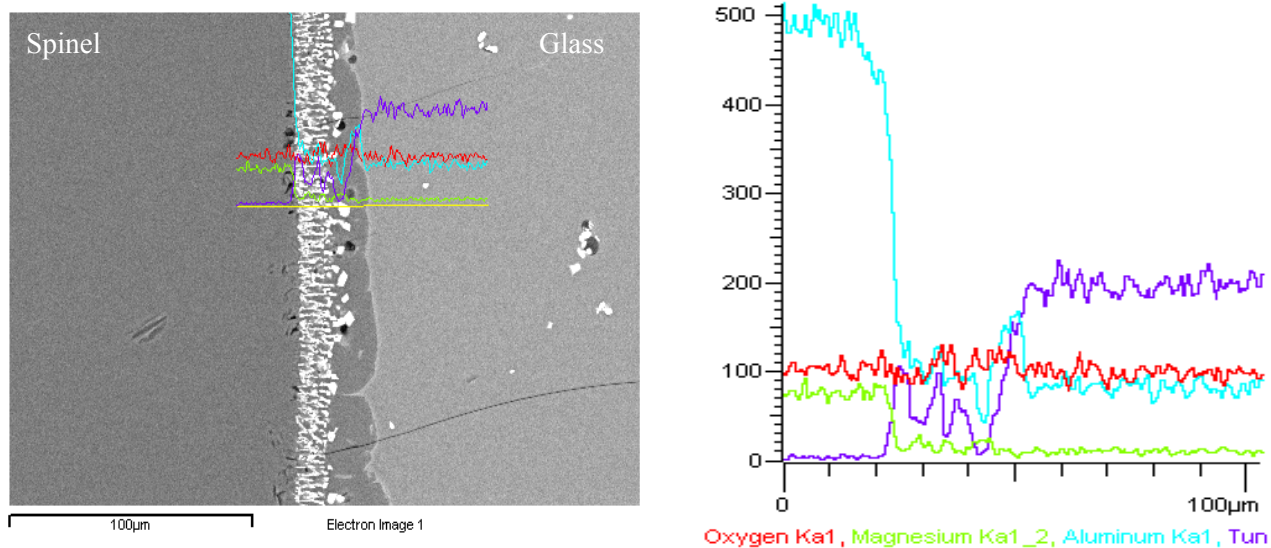 Spinel
Glass
100µm
Electron Image 1
500
400
300
200
100
0
0
100µm
Oxygen Ka1, Magnesium Ka1_2, Aluminum Ka1, Tun